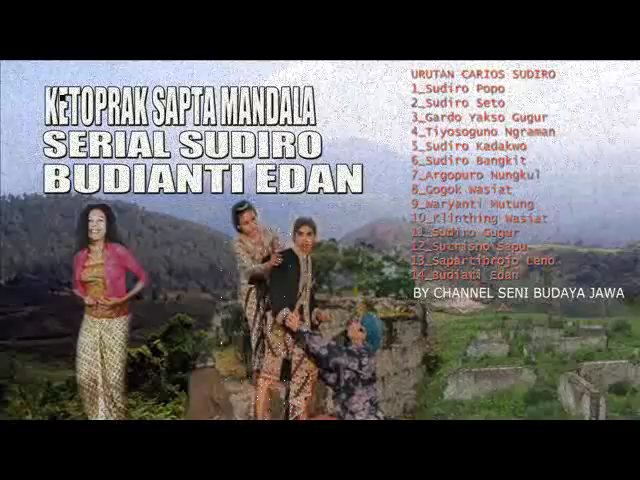 KETOPRAK SAPTA MANDALA
SERIAL SUDIRO
BUDIANTI EDAN
URUTAN CARIOS SUDIRO
1_Sudiro Popo
2_Sudiro Seto
3_Gardo Yakso Gugur
4_Tiyosoguno Ngraman
5_Sudiro Kadakwo
6_Sudiro Bangkit
7_Argopuro Nungkul
8_Gogok Wasiat
9_Waryanti Mutung
10_Klinthing Wasiat
11_Sudiro Gugur
12_Sutrisno Sapu
13_Sapartibrojo Leno
14_Budiati Edan
BY CHANNEL SENI BUDAYA JAWA